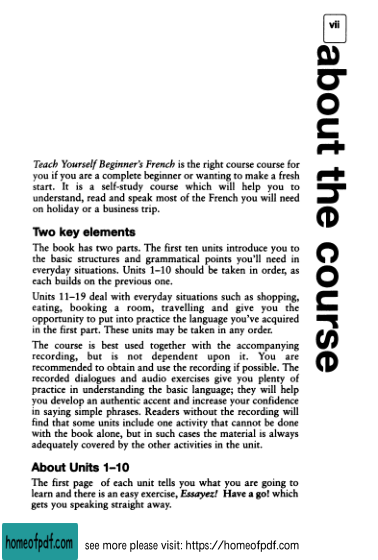 vii
about the course
Teach Yourself Beginner's French is the right course course for
you if you are a complete beginner or wanting to make a fresh
start. It is a self-study course which will help you to
understand, read and speak most of the French you will need
on holiday or a business trip.
Two key elements
The book has two parts. The first ten units introduce you to
the basic structures and grammatical points you'll need in
everyday situations. Units 1–10 should be taken in order, as
each builds on the previous one.
Units 11–19 deal with everyday situations such as shopping,
eating, booking a room, travelling and give you the
opportunity to put into practice the language you've acquired
in the first part. These units may be taken in any order.
The course is best used together with the accompanying
recording, but is not dependent upon it. You are
recommended to obtain and use the recording if possible. The
recorded dialogues and audio exercises give you plenty of
practice in understanding the basic language; they will help
you develop an authentic accent and increase your confidence
in saying simple phrases. Readers without the recording will
find that some units include one activity that cannot be done
with the book alone, but in such cases the material is always
adequately covered by the other activities in the unit.
About Units 1–10
The first page of each unit tells you what you are going to
learn and there is an easy exercise, Essayez! Have a go! which
gets you speaking straight away.
homeofpdf.com
see more please visit: https://homeofpdf.com